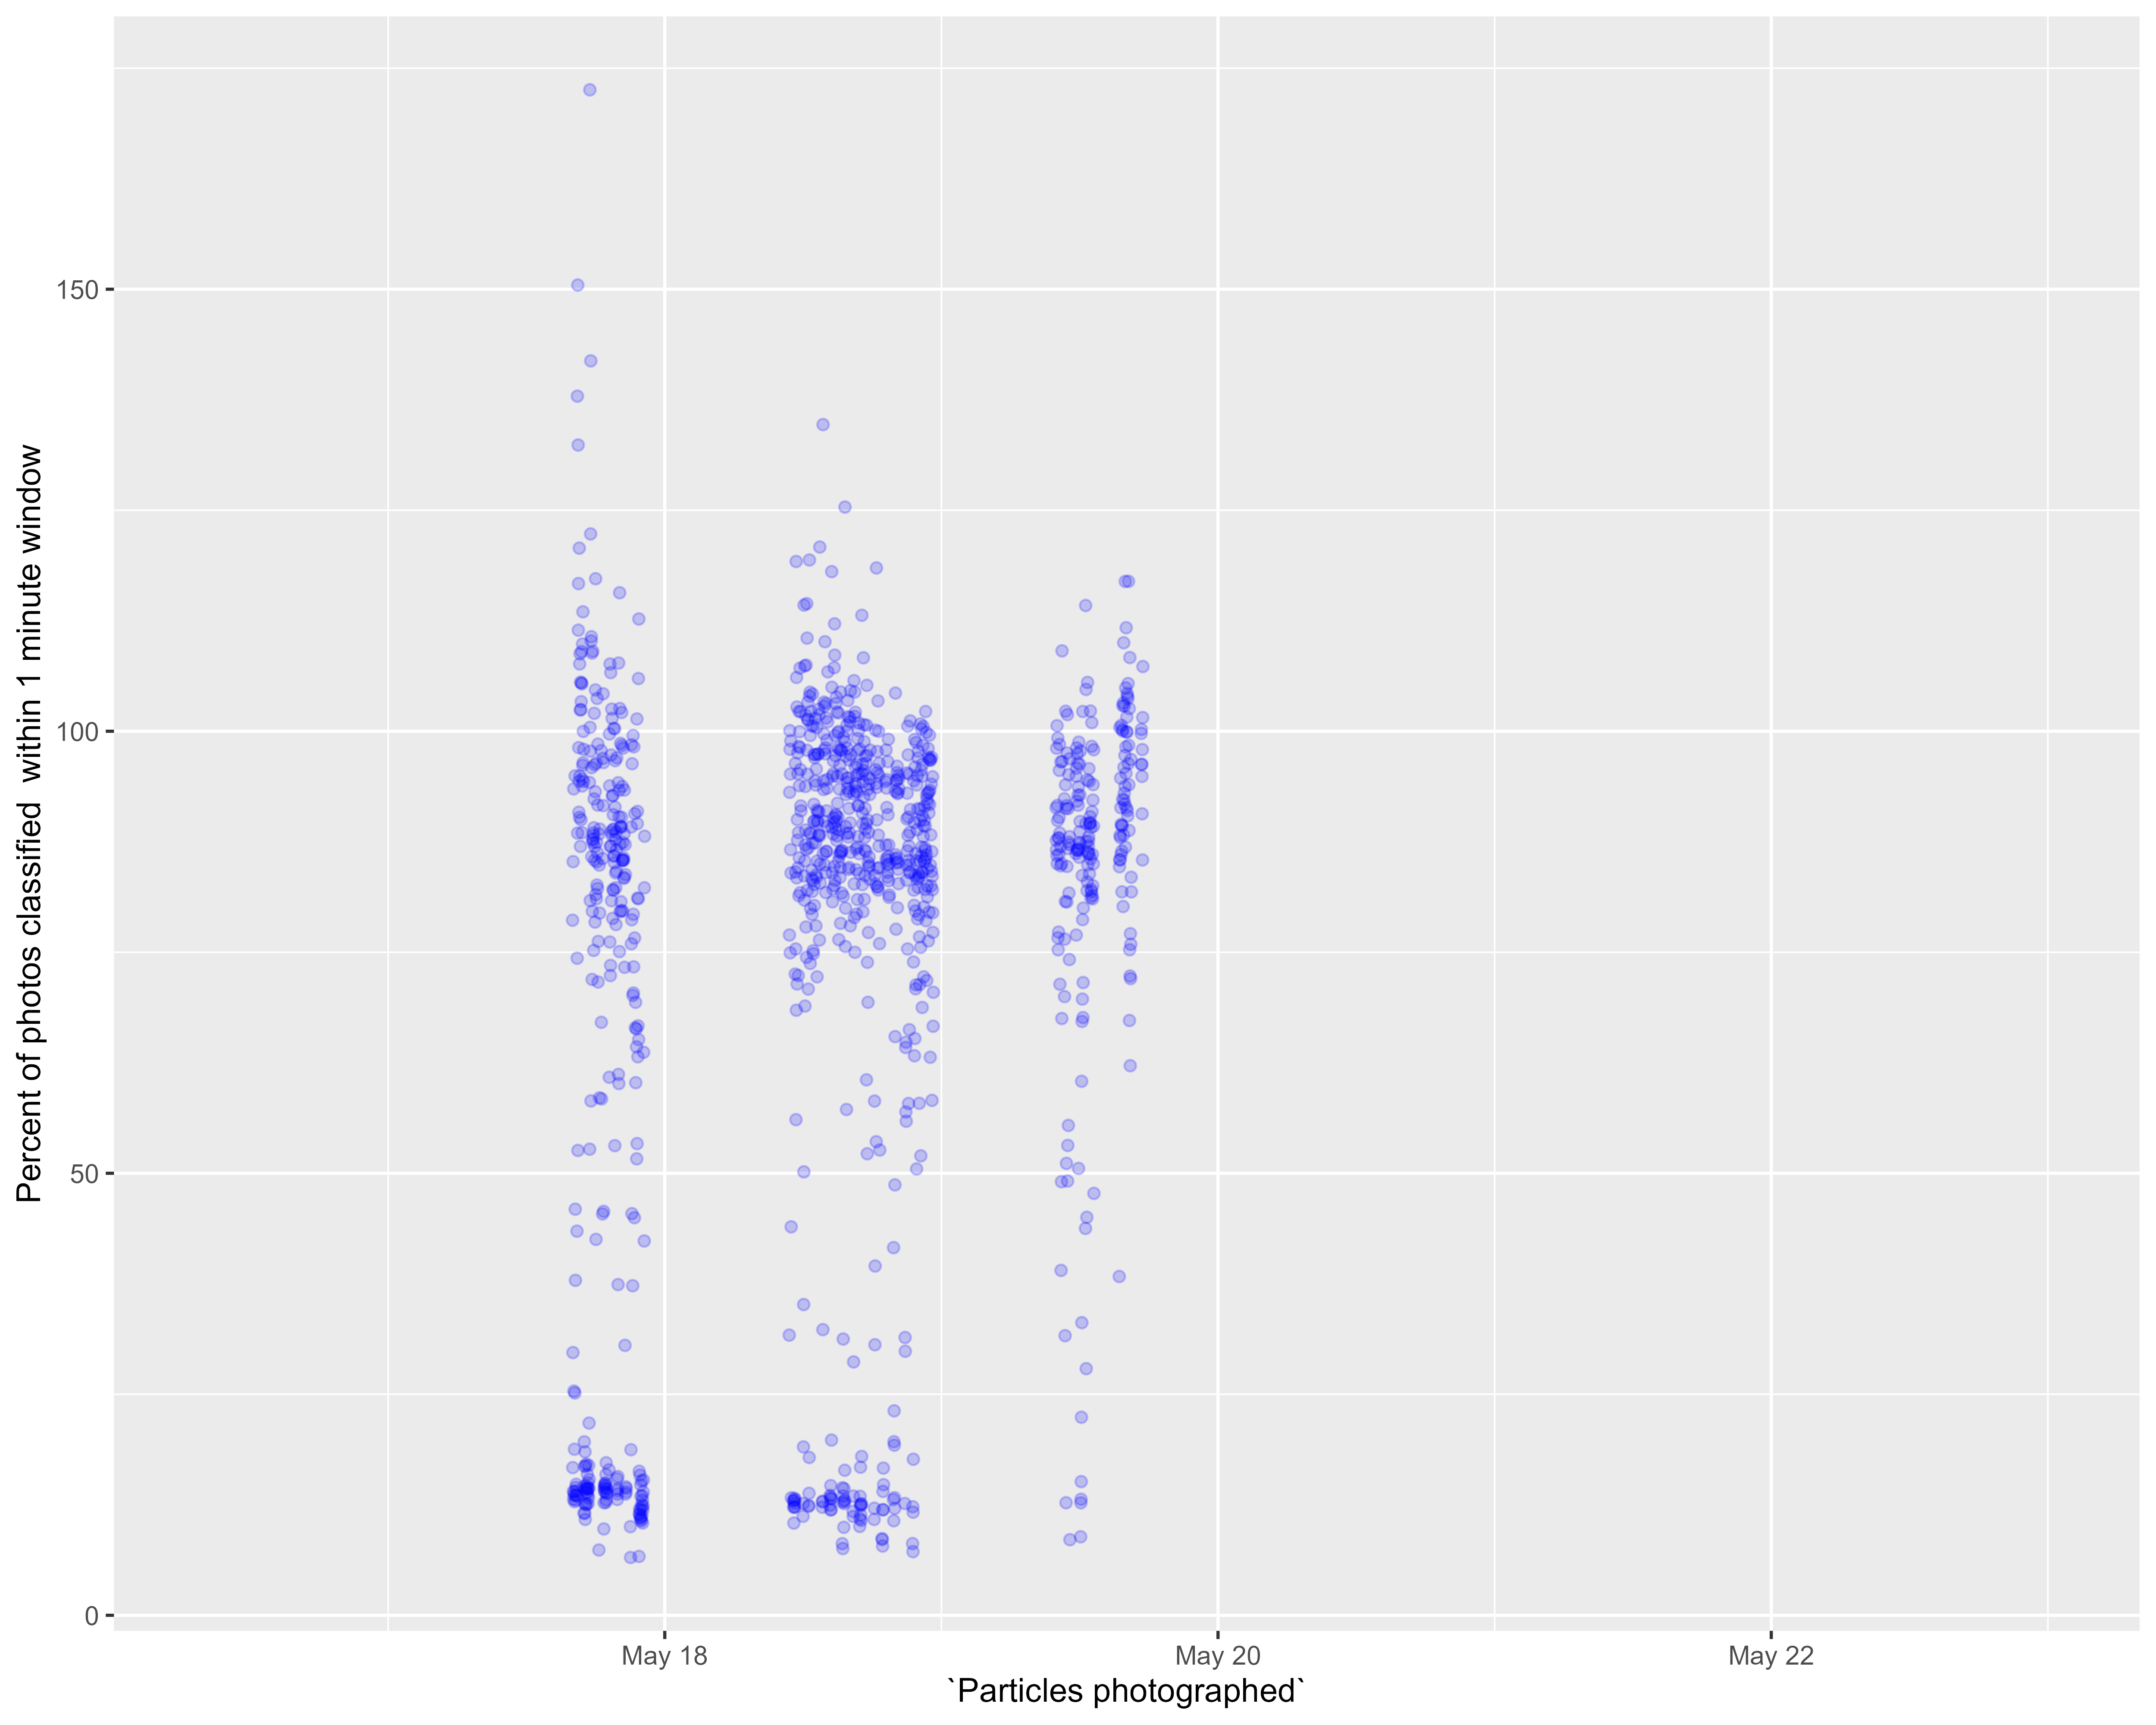 Percent of photos classified  within 1 minute window
150
100
50
0
May 18
May 20
May 22
`Particles photographed`